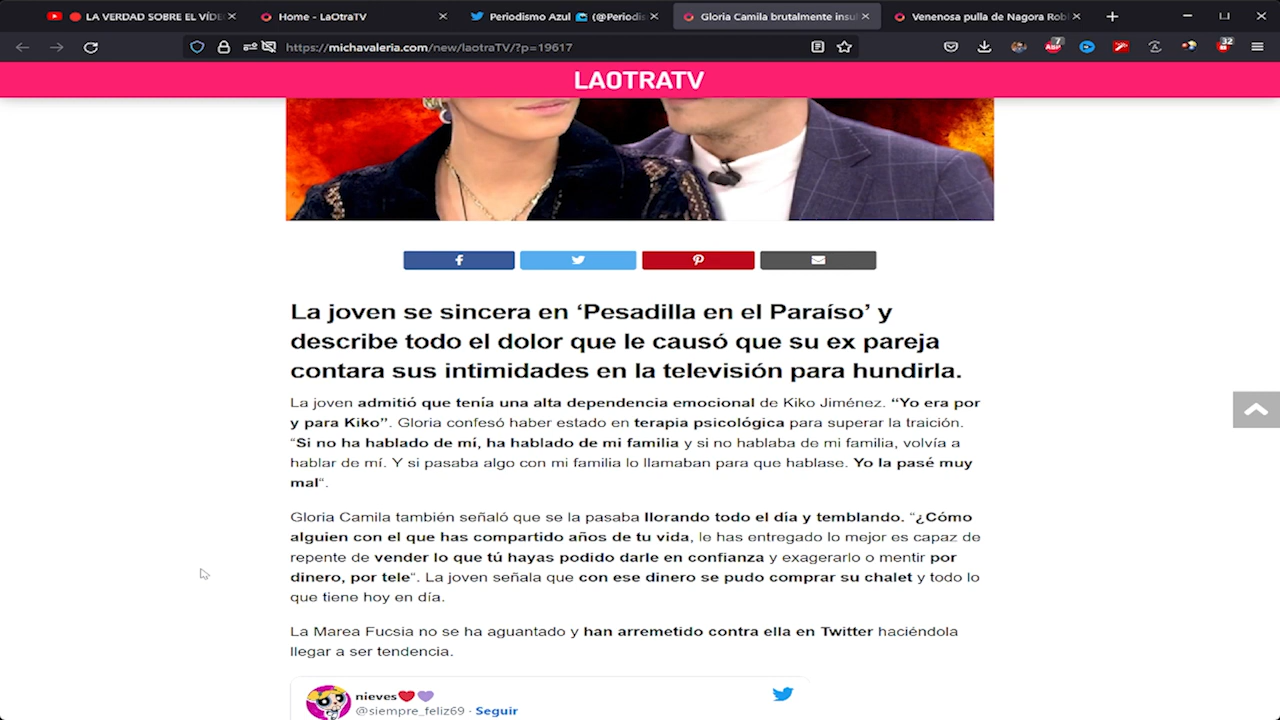 LA VERDAD SOBRE EL VÍDE
Home - LaOtraTV
Periodismo Azul (@Periodis
Gloria Camila brutalmente insul
Venenosa pulla de Nagora Robl
https://michavaleria.com/new/laotraTV/?p=19617
7
32
LAOTRATV
La joven se sincera en ‘Pesadilla en el Paraíso’ y
describe todo el dolor que le causó que su ex pareja
contara sus intimidades en la televisión para hundirla.
La joven admitió que tenía una alta dependencia emocional de Kiko Jiménez. “Yo era por
y para Kiko”. Gloria confesó haber estado en terapia psicológica para superar la traición.
“Si no ha hablado de mí, ha hablado de mi familia y si no hablaba de mi familia, volvía a
hablar de mí. Y si pasaba algo con mi familia lo llamaban para que hablase. Yo la pasé muy
mal“.
Gloria Camila también señaló que se la pasaba llorando todo el día y temblando. “¿Cómo
alguien con el que has compartido años de tu vida, le has entregado lo mejor es capaz de
repente de vender lo que tú hayas podido darle en confianza y exagerarlo o mentir por
dinero, por tele“. La joven señala que con ese dinero se pudo comprar su chalet y todo lo
que tiene hoy en día.
La Marea Fucsia no se ha aguantado y han arremetido contra ella en Twitter haciéndola
llegar a ser tendencia.
nieves
@siempre_feliz69 · Seguir